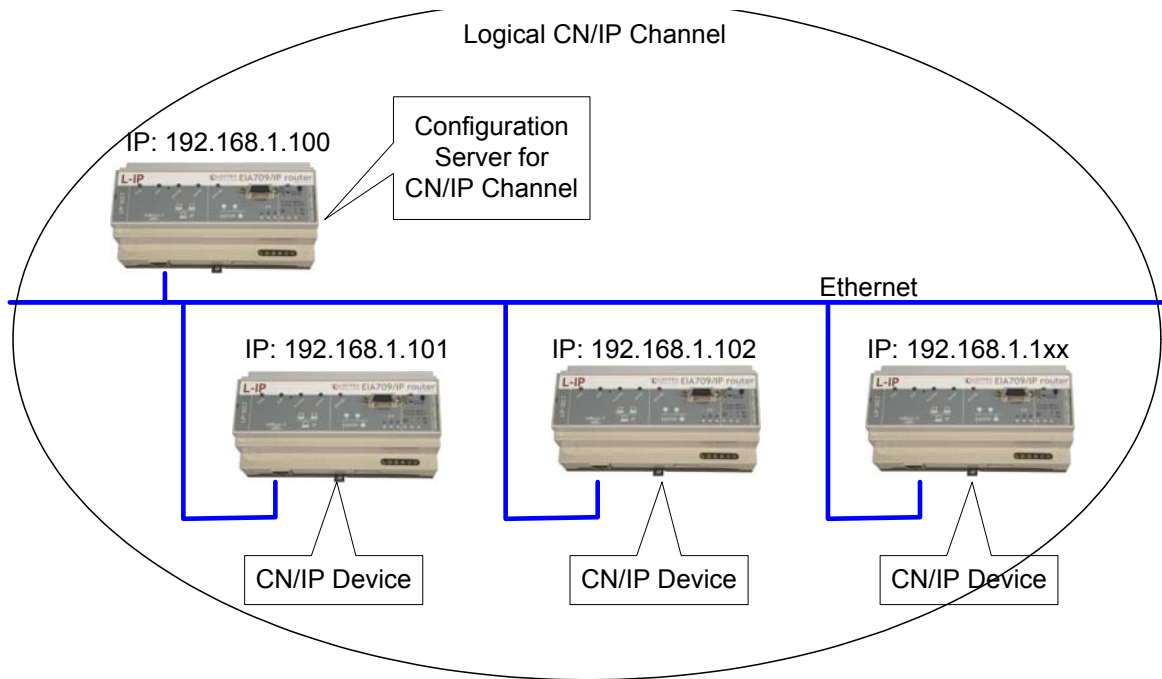 Logical CN/IP Channel
IP: 192.168.1.100
Configuration
Server for
CN/IP Channel
L-IP
EIA709/IP router
Ethernet
IP: 192.168.1.101
IP: 192.168.1.102
IP: 192.168.1.1xx
L-IP
EIA709/IP router
L-IP
EIA709/IP router
L-IP
EIA709/IP router
CN/IP Device
CN/IP Device
CN/IP Device